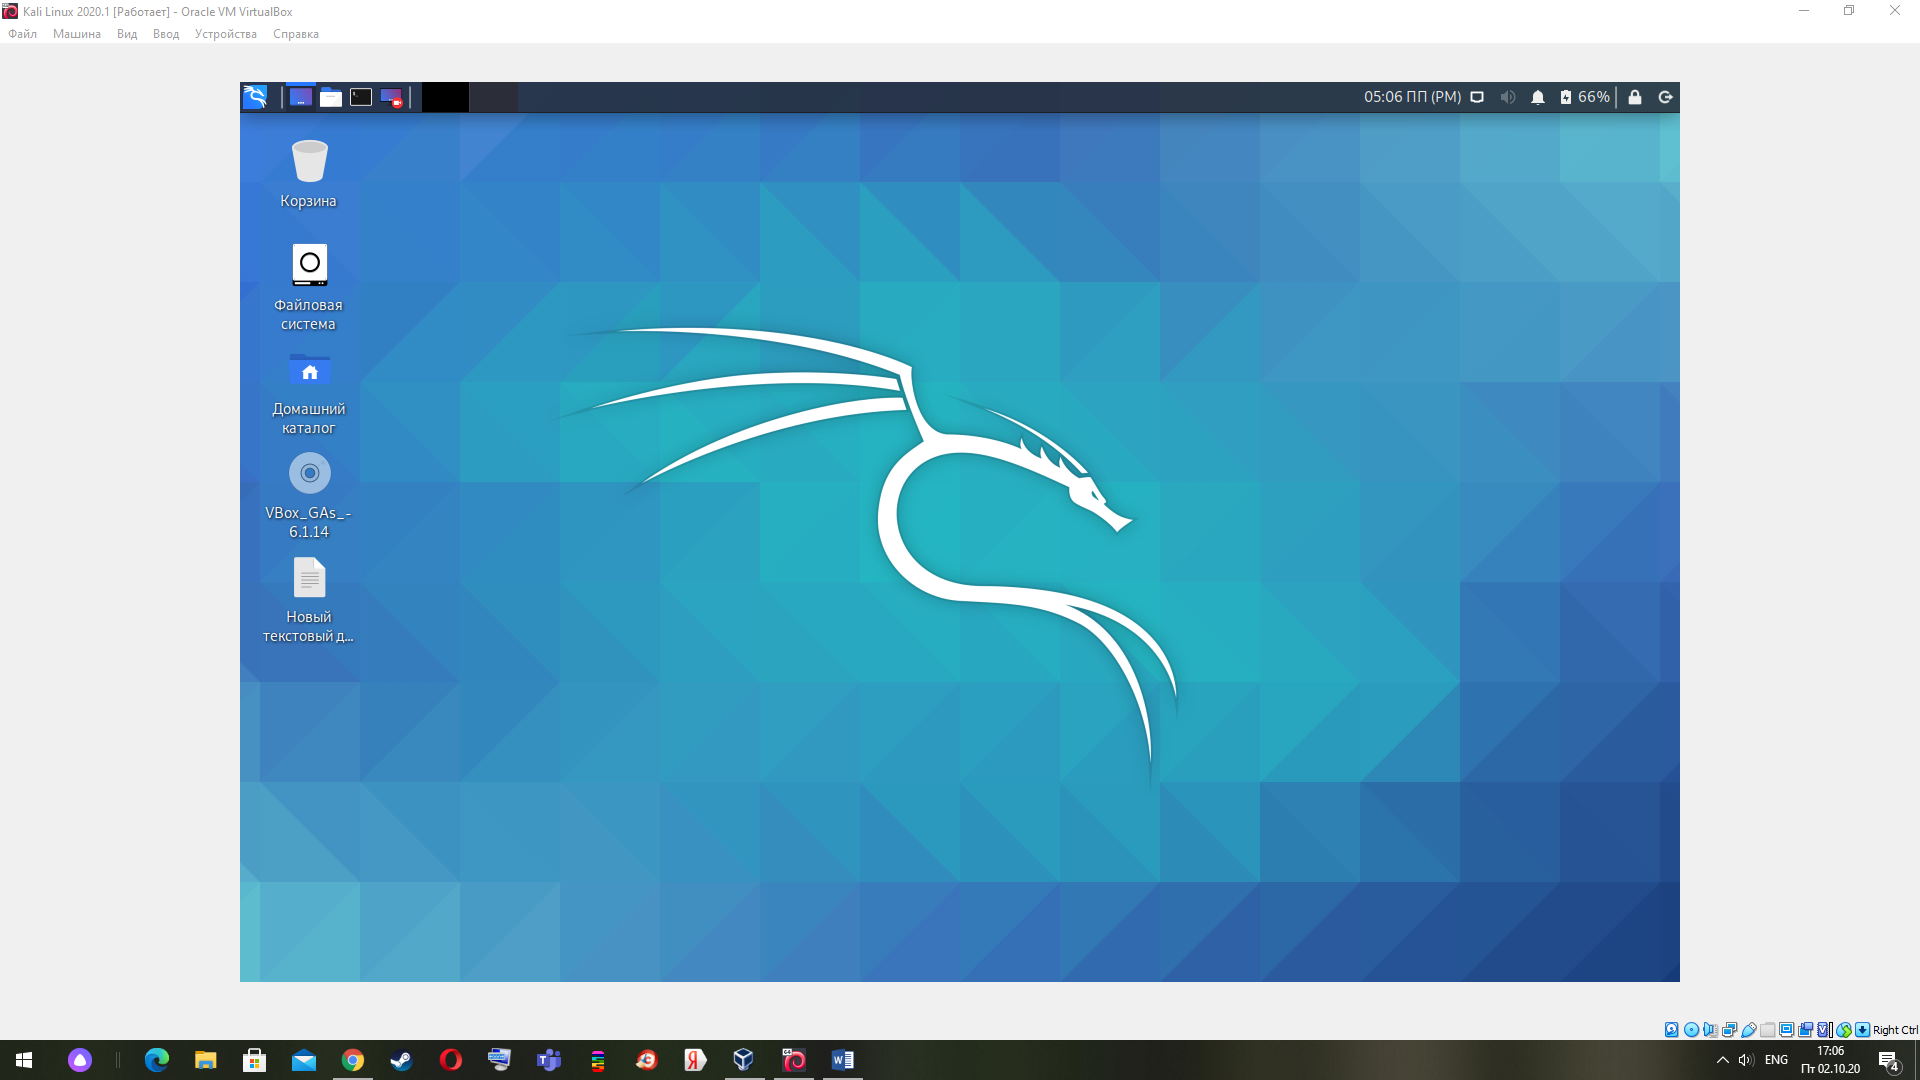 Kali Linux 2020.1 [Работает] - Oracle VM VirtualBox
Файл Машина Вид Ввод Устройства Справка
05:06 ПП (PM) 66%
Корзина
Файловая
система
Домашний
каталог
VBox_GAs_-
6.1.14
Новый
текстовый д...
Right Ctrl
ENG
17:06
Пт 02.10.20
4